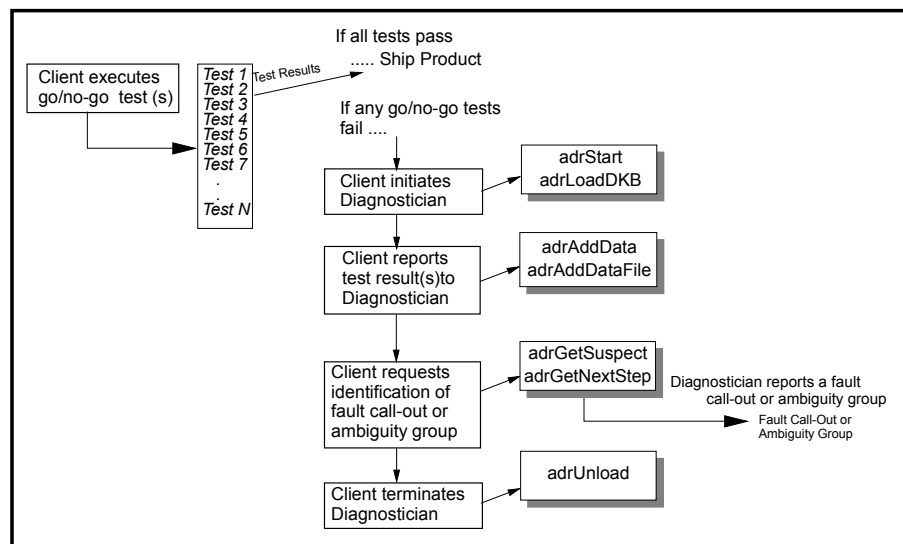 Client executes
go/no-go test (s)
Test 1
Test 2
Test 3
Test 4
Test 5
Test 6
Test 7
.
.
Test N
Test Results
If all tests pass
..... Ship Product
If any go/no-go tests
fail ....
Client initiates
Diagnostician
adrStart
adrLoadDKB
Client reports
test result(s)to
Diagnostician
adrAddData
adrAddDataFile
Client requests
identification of
fault call-out or
ambiguity group
adrGetSuspect
adrGetNextStep
Diagnostician reports a fault
call-out or ambiguity group
Fault Call-Out or
Ambiguity Group
Client terminates
Diagnostician
adrUnload